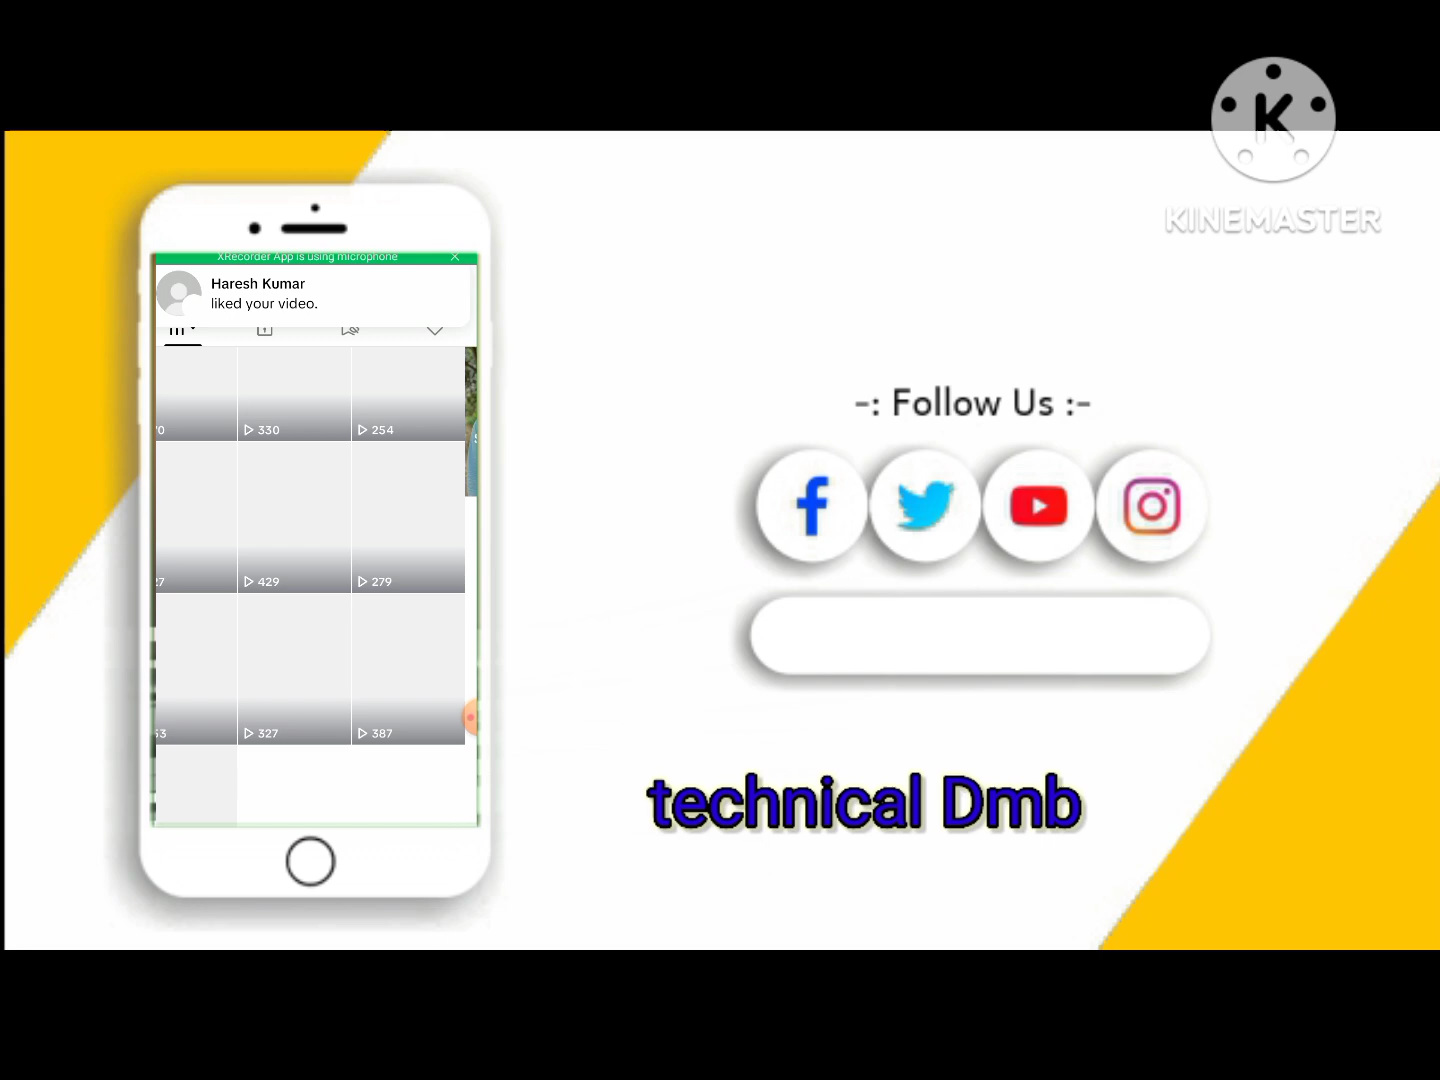 KINEMASTER
XRecorder App is using microphone
Haresh Kumar
liked your video.
330
254
429
279
327
387
-: Follow Us :-
technical Dmb